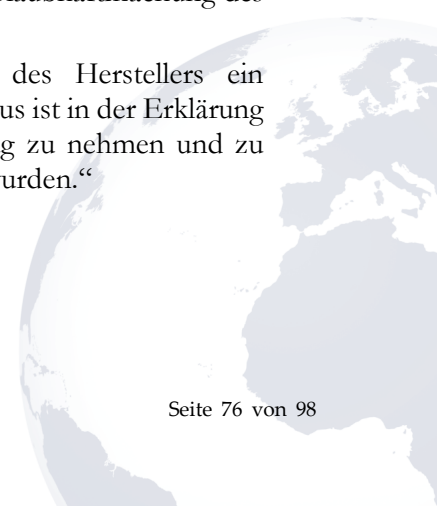 des Herstellers ein
us ist in der Erklärung
g zu nehmen und zu
urden.“
Seite 76 von 98